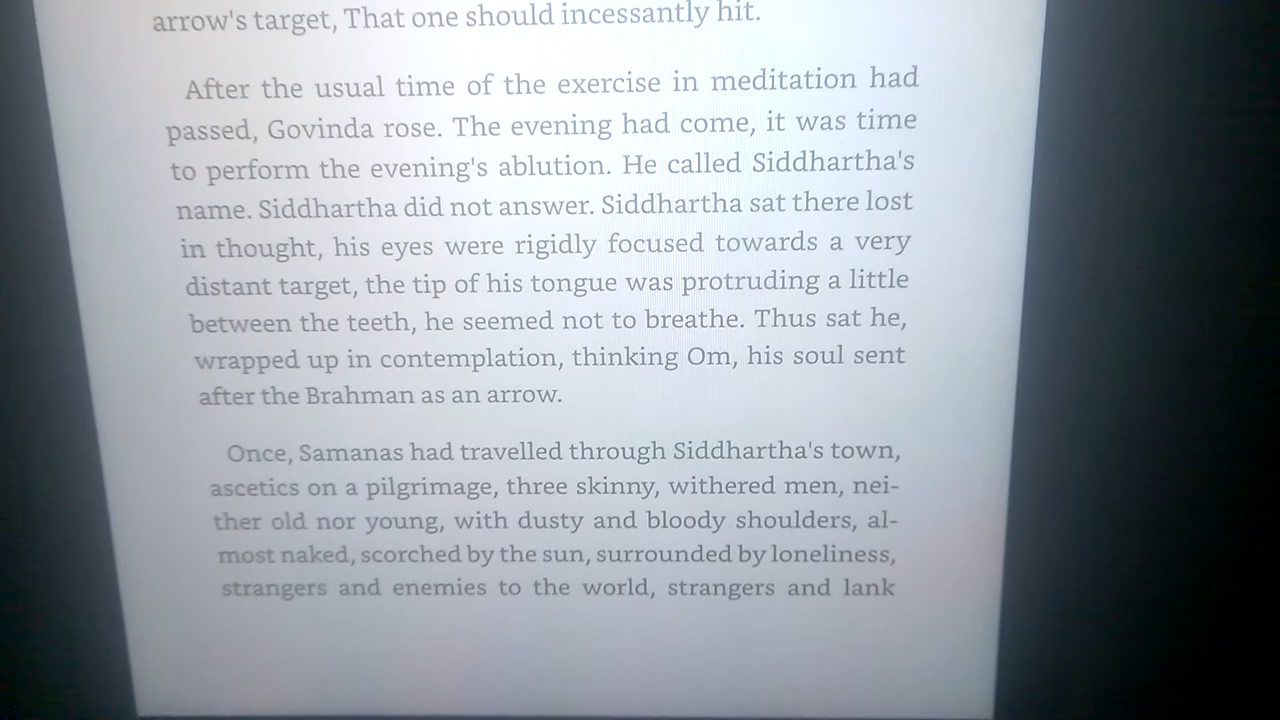 arrow's target, That one should incessantly hit.
After the usual time of the exercise in meditation had
passed, Govinda rose. The evening had come, it was time
to perform the evening's ablution. He called Siddhartha's
name. Siddhartha did not answer. Siddhartha sat there lost
in thought, his eyes were rigidly focused towards a very
distant target, the tip of his tongue was protruding a little
between the teeth, he seemed not to breathe. Thus sat he,
wrapped up in contemplation, thinking Om, his soul sent
after the Brahman as an arrow.
Once, Samanas had travelled through Siddhartha's town,
ascetics on a pilgrimage, three skinny, withered men, nei-
ther old nor young, with dusty and bloody shoulders, al-
most naked, scorched by the sun, surrounded by loneliness,
strangers and enemies to the world, strangers and lank